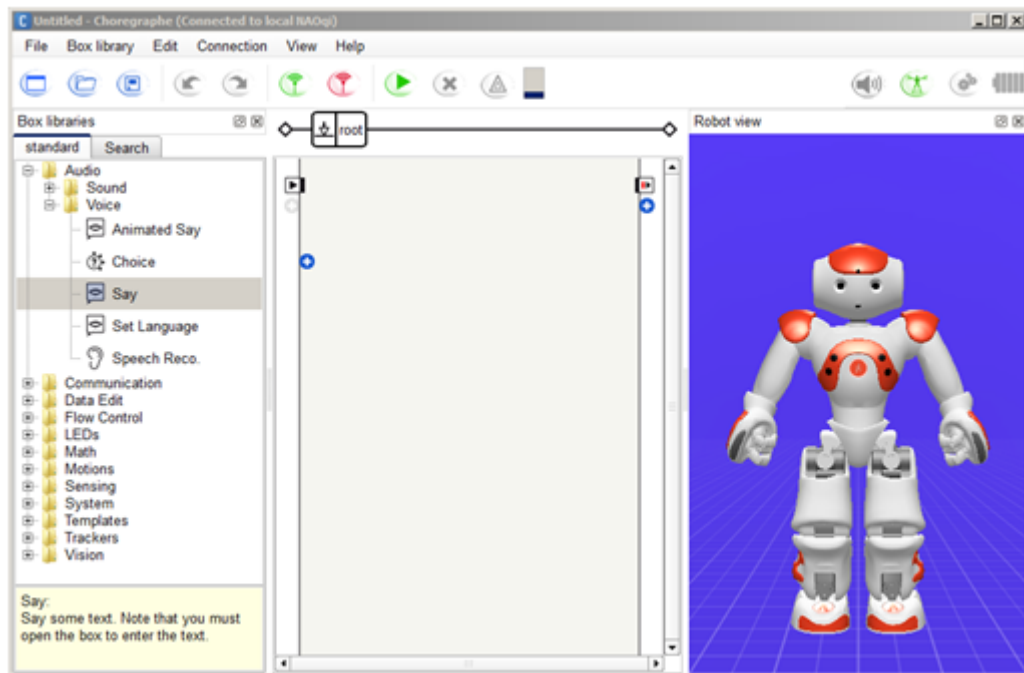 Untitled - Choregraphe (Connected to local NAOqi)
File Box library Edit Connection View Help
Box libraries
standard Search
Audio
Sound
Voice
Animated Say
Choice
Say
Set Language
Speech Reco.
Communication
Data Edit
Flow Control
LEDs
Math
Motions
Sensing
System
Templates
Trackers
Vision
Say:
Say some text. Note that you must
open the box to enter the text.
root
Robot view